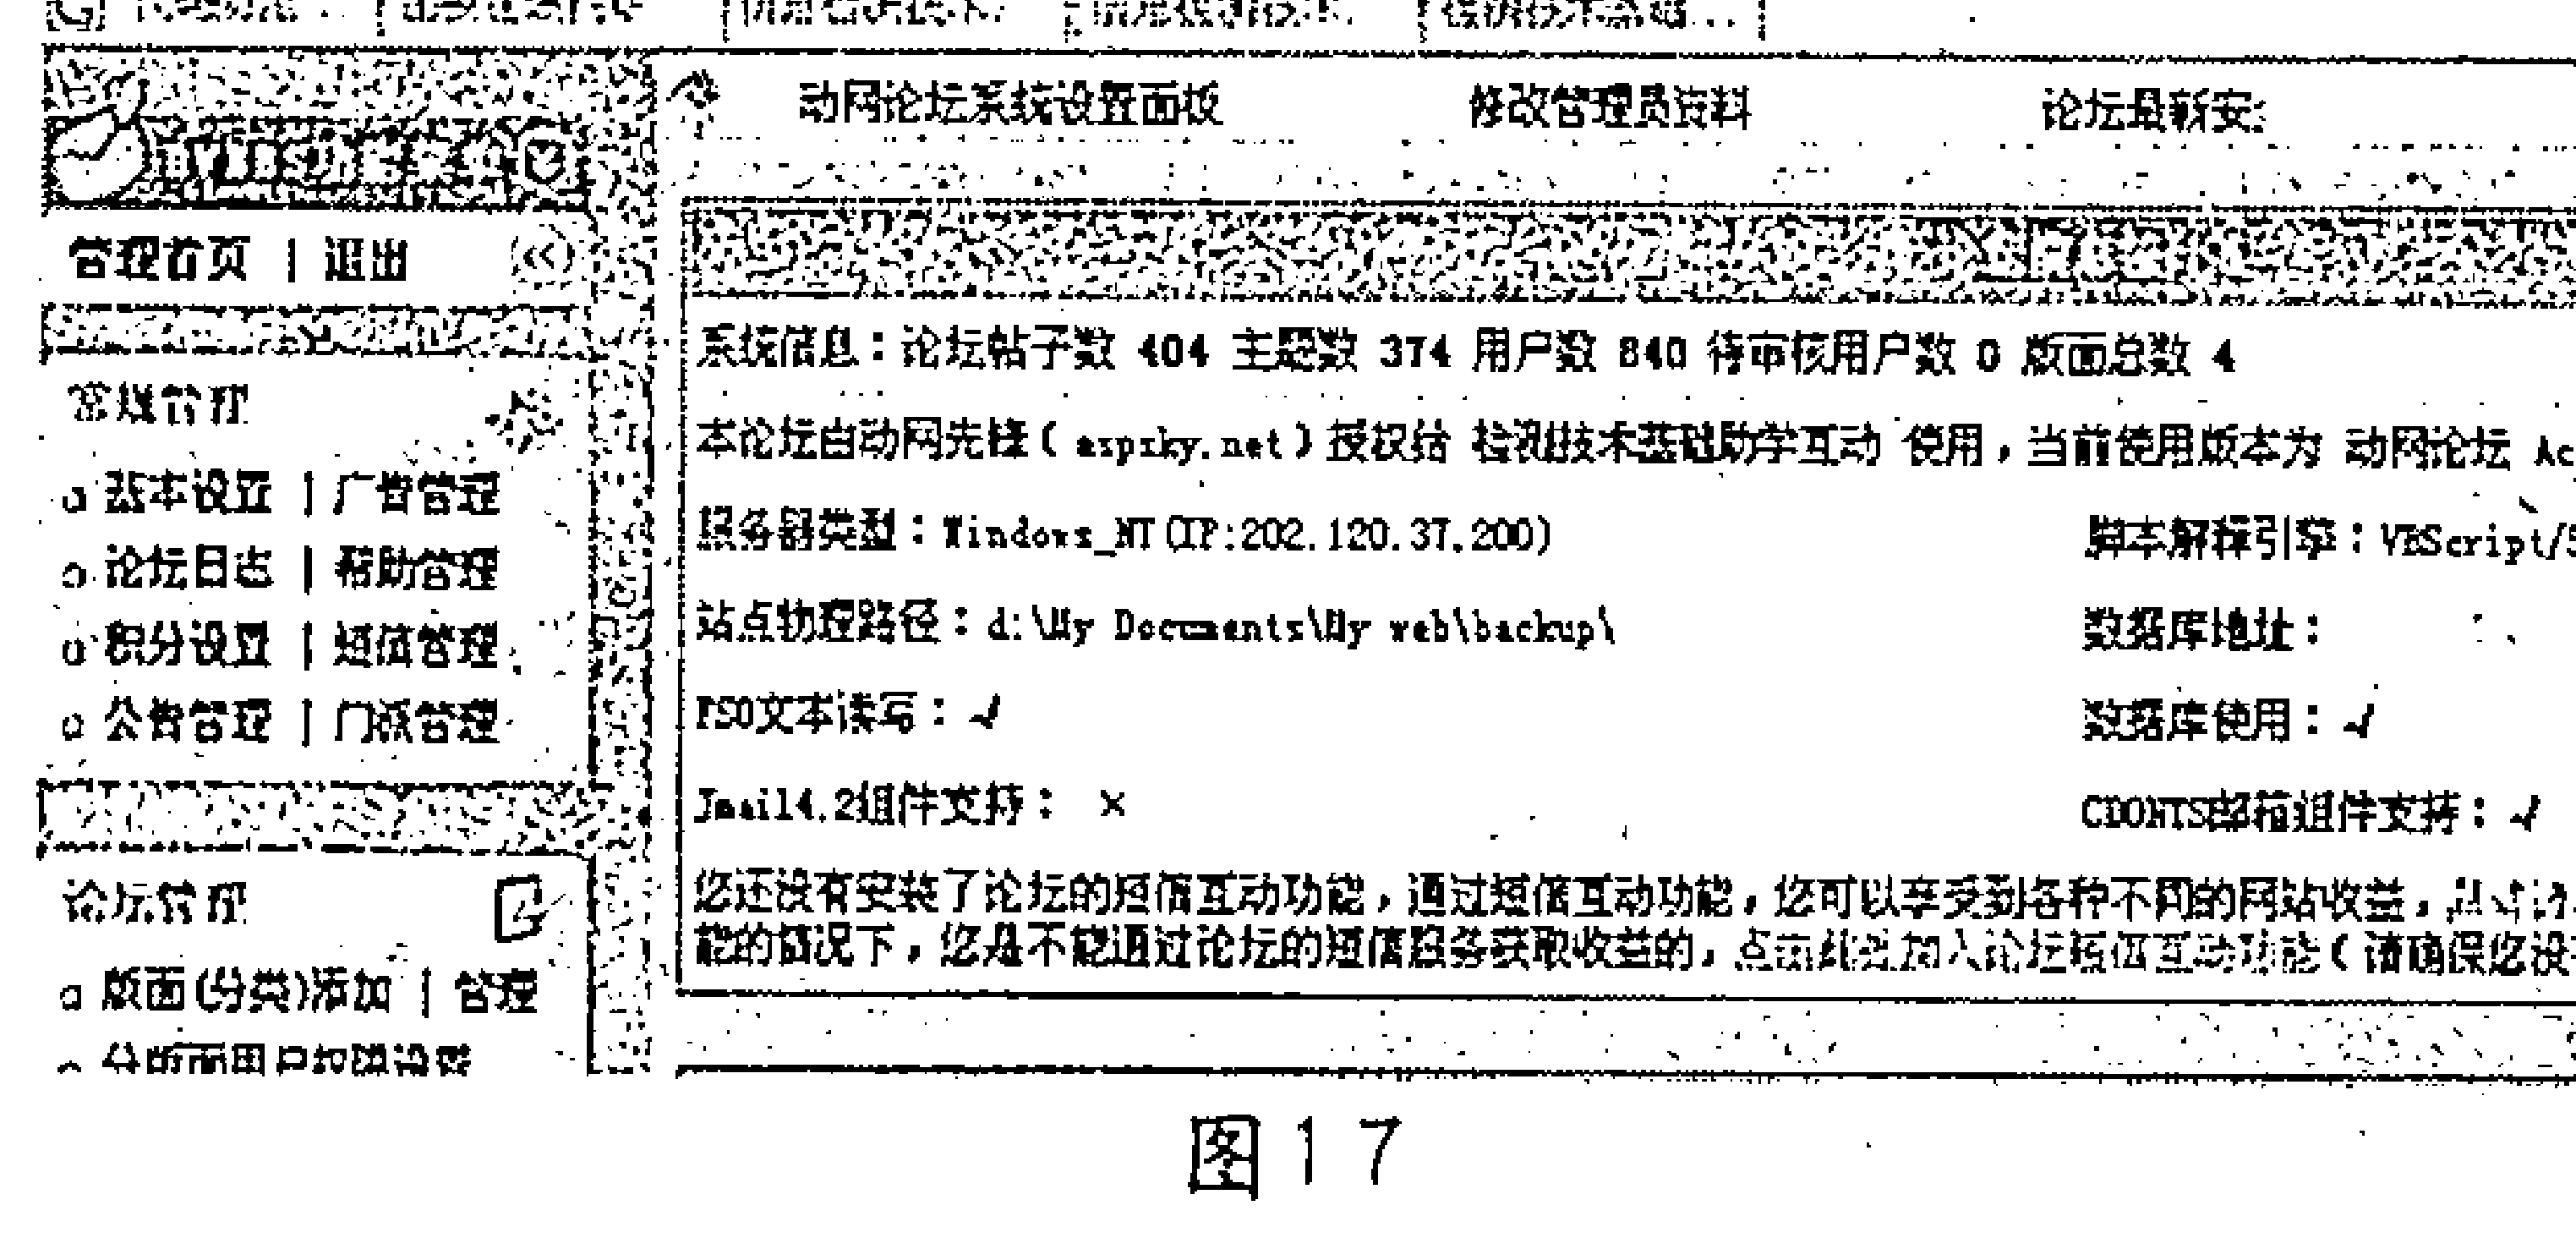 动网论坛系统设置面板 修改管理员资料 论坛最新安
管理首页 | 退出
系统信息：论坛帖子数 404 主题数 374 用户数 840 待审核用户数 0 版面总数 4
常规管理
本论坛由动网先锋( aspsky.net )授权给 检测技术基础助学互动 使用，当前使用版本为 动网论坛 Ac
基本设置 | 广告管理
服务器类型：Windows_NT(IP:202.120.37.200) 脚本解释引擎：VBScript/5
论坛日志 | 帮助管理
站点物理路径：d:\My Documents\My web\backup\ 数据库地址：
积分设置 | 短信管理
FSO文本读写：√ 数据库使用：√
公告管理 | 门派管理
Jmail4.2组件支持： × CDONTS邮箱组件支持：√
论坛管理
您还没有安装了论坛的短信互动功能，通过短信互动功能，您可以享受到各种不同的网站收益，
能的情况下，您是不能通过论坛的短信服务获取收益的，点击此处加入论坛短信互动功能(请确保您没
版面(分类)添加 | 管理
分版面用户权限设置
图17